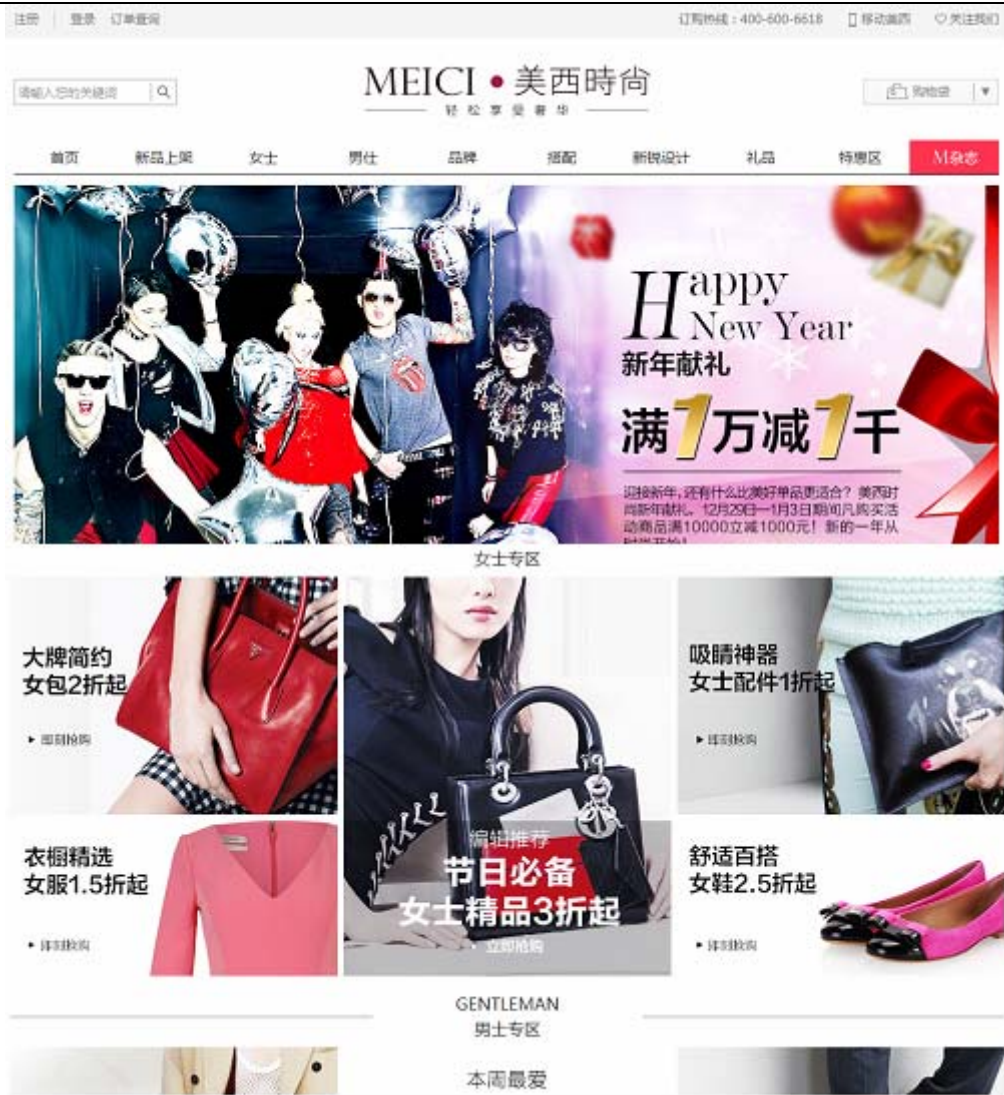 注册 登录 订单查询
订购热线：400-600-6618 移动美西 关注我们
请输入您的关键词
MEICI • 美西時尚
轻松享受奢华
购物袋
首页 新品上架 女士 男仕 品牌 搭配 新锐设计 礼品 特惠区 M杂志
Happy
New Year
新年献礼
满1万减1千
迎接新年，还有什么比美好单品更适合？美西时
尚新年献礼，12月29日—1月3日期间凡购买活
动商品满10000立减1000元！新的一年从
女士专区
大牌简约
女包2折起
▸ 即刻抢购
吸睛神器
女士配件1折起
▸ 即刻抢购
衣橱精选
女服1.5折起
▸ 即刻抢购
编辑推荐
节日必备
女士精品3折起
· 立即抢购
舒适百搭
女鞋2.5折起
▸ 即刻抢购
GENTLEMAN
男士专区
本周最爱